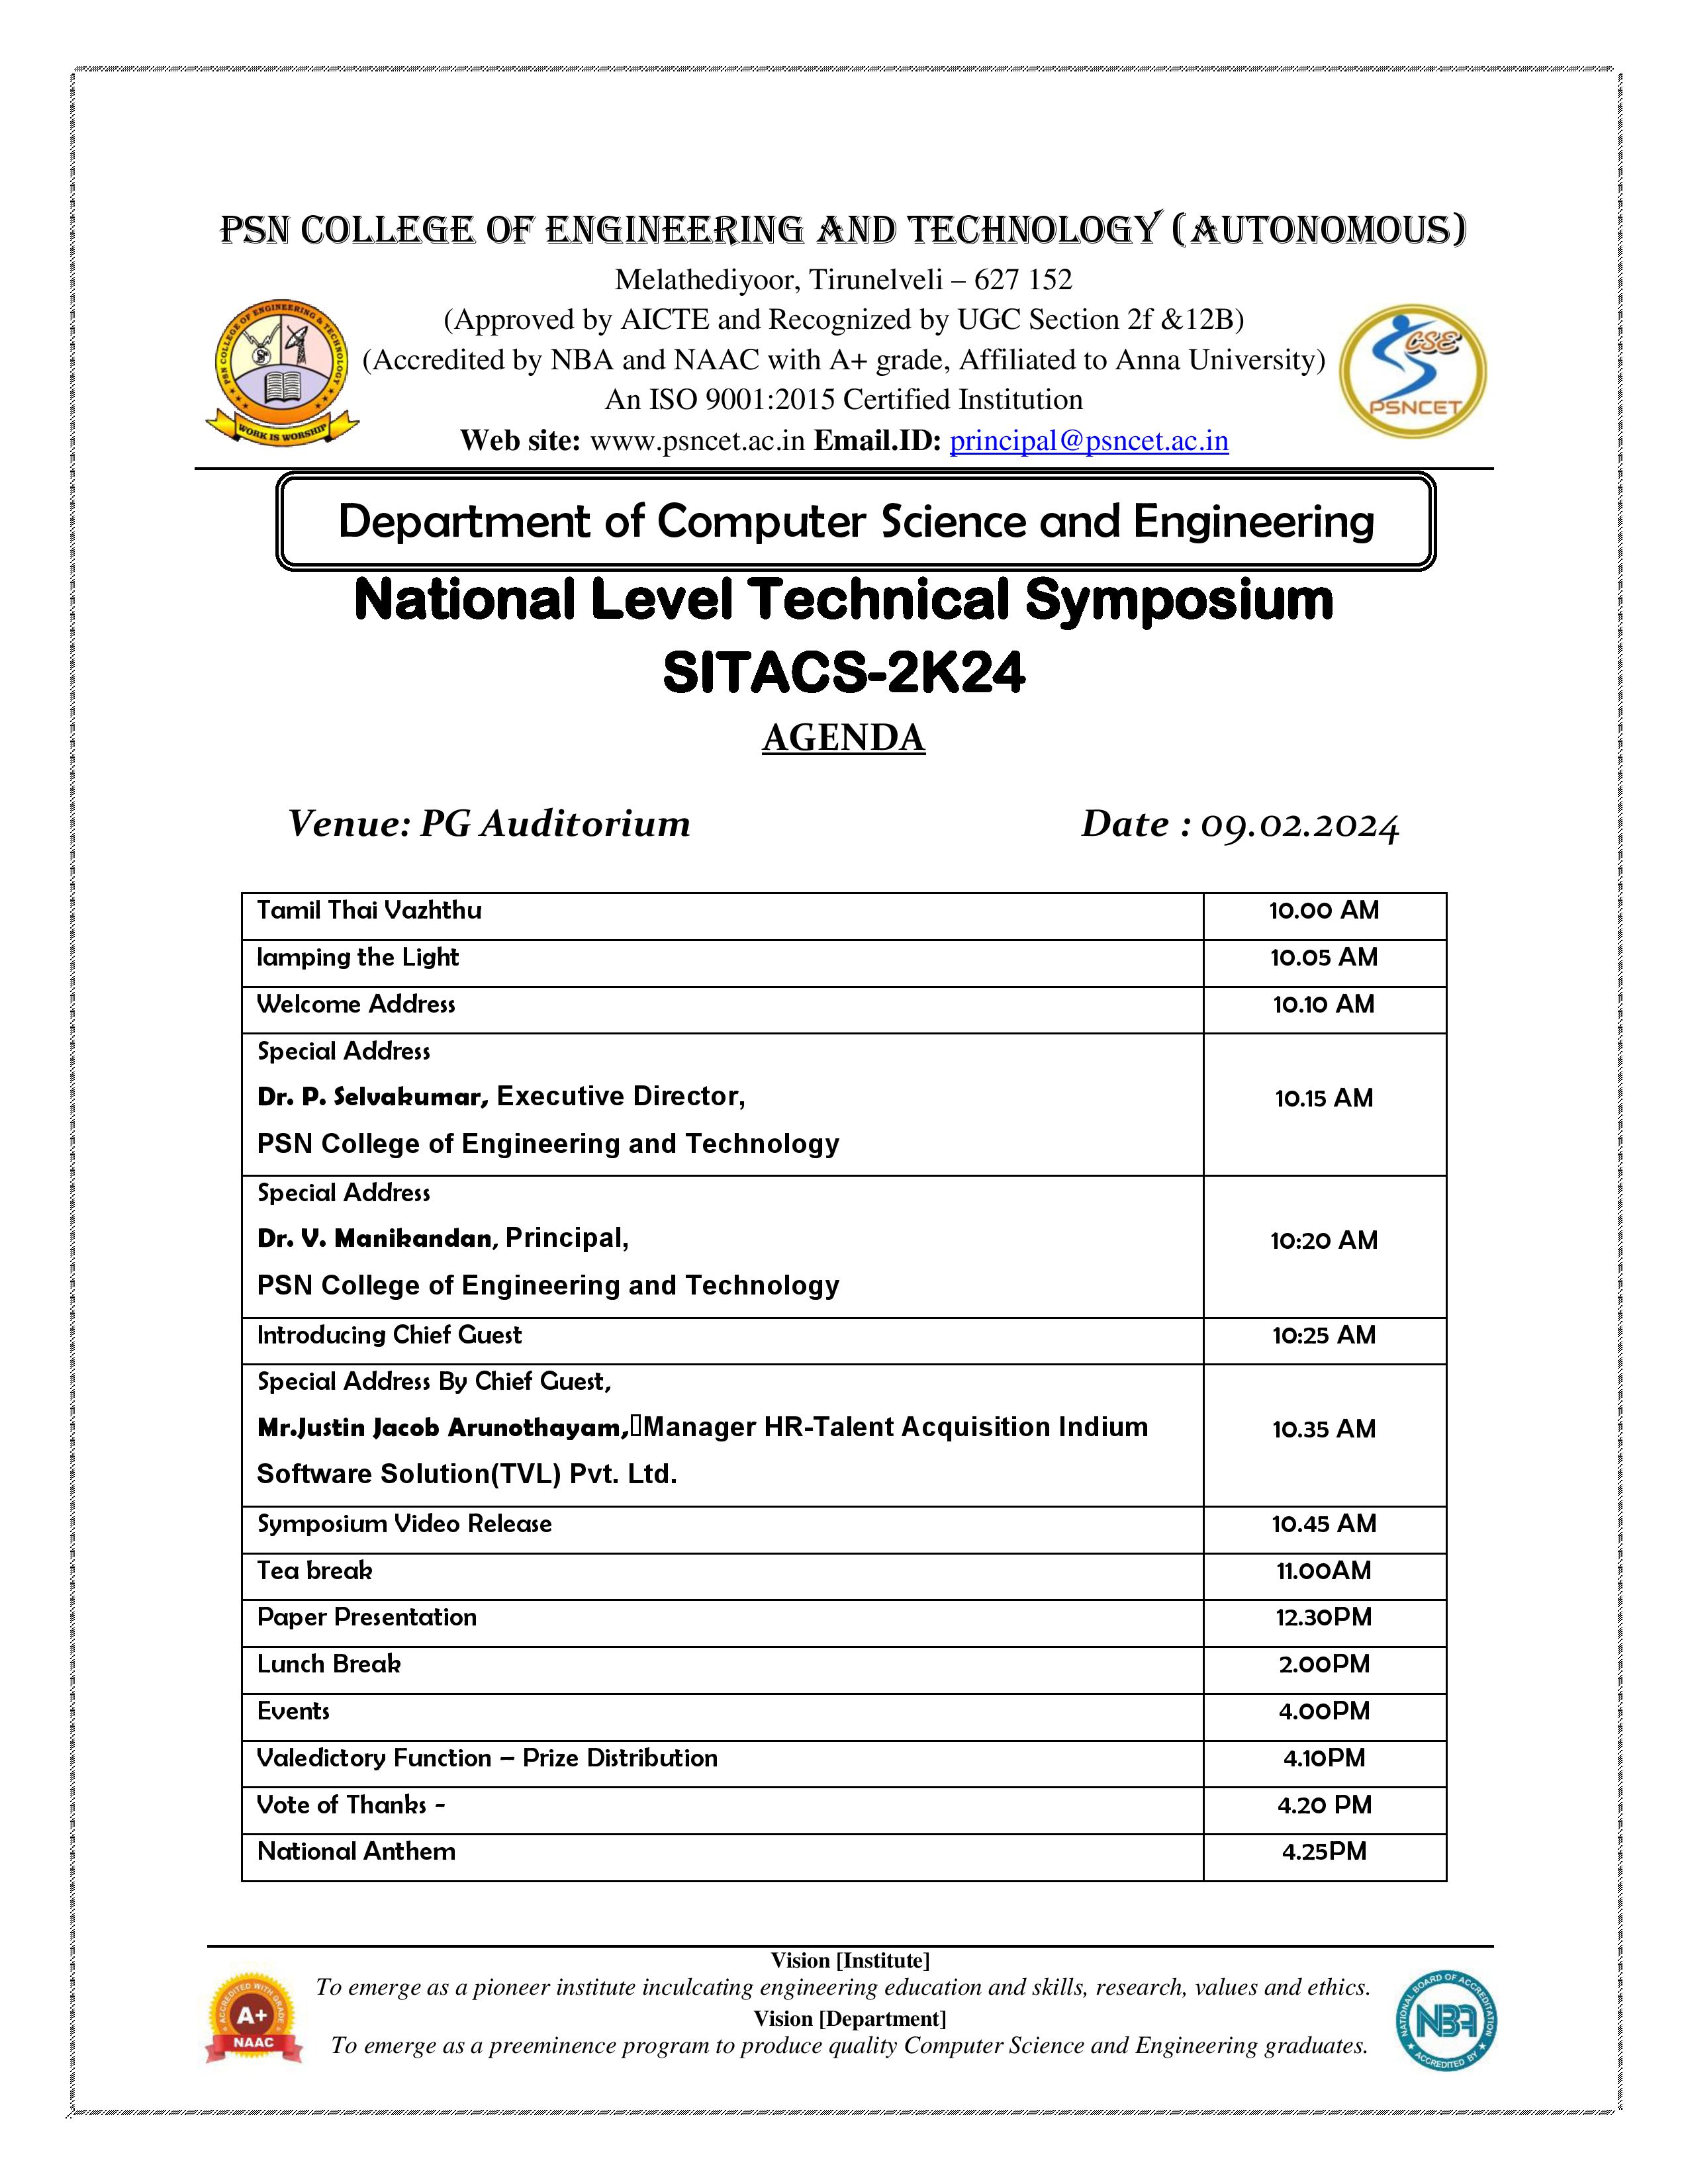 PSN COLLEGE OF ENGINEERING AND TECHNOLOGY (AUTONOMOUS)
Melathediyoor, Tirunelveli – 627 152
(Approved by AICTE and Recognized by UGC Section 2f &12B)
(Accredited by NBA and NAAC with A+ grade, Affiliated to Anna University)
An ISO 9001:2015 Certified Institution
Web site: www.psncet.ac.in Email.ID: principal@psncet.ac.in
PSN COLLEGE OF ENGINEERING & TECHNOLOGY
WORK IS WORSHIP
CSE
PSNCET
Department of Computer Science and Engineering
National Level Technical Symposium
SITACS-2K24
AGENDA
Venue: PG Auditorium Date : 09.02.2024
Tamil Thai Vazhthu 10.00 AM
lamping the Light 10.05 AM
Welcome Address 10.10 AM
Special Address
Dr. P. Selvakumar, Executive Director, 10.15 AM
PSN College of Engineering and Technology
Special Address
Dr. V. Manikandan, Principal, 10:20 AM
PSN College of Engineering and Technology
Introducing Chief Guest 10:25 AM
Special Address By Chief Guest,
Mr.Justin Jacob Arunothayam, Manager HR-Talent Acquisition Indium 10.35 AM
Software Solution(TVL) Pvt. Ltd.
Symposium Video Release 10.45 AM
Tea break 11.00AM
Paper Presentation 12.30PM
Lunch Break 2.00PM
Events 4.00PM
Valedictory Function – Prize Distribution 4.10PM
Vote of Thanks - 4.20 PM
National Anthem 4.25PM
Vision [Institute]
To emerge as a pioneer institute inculcating engineering education and skills, research, values and ethics.
Vision [Department]
To emerge as a preeminence program to produce quality Computer Science and Engineering graduates.
ACCREDITED WITH GRADE
A+
NAAC
NATIONAL BOARD OF ACCREDITATION
NBA
ACCREDITED BY